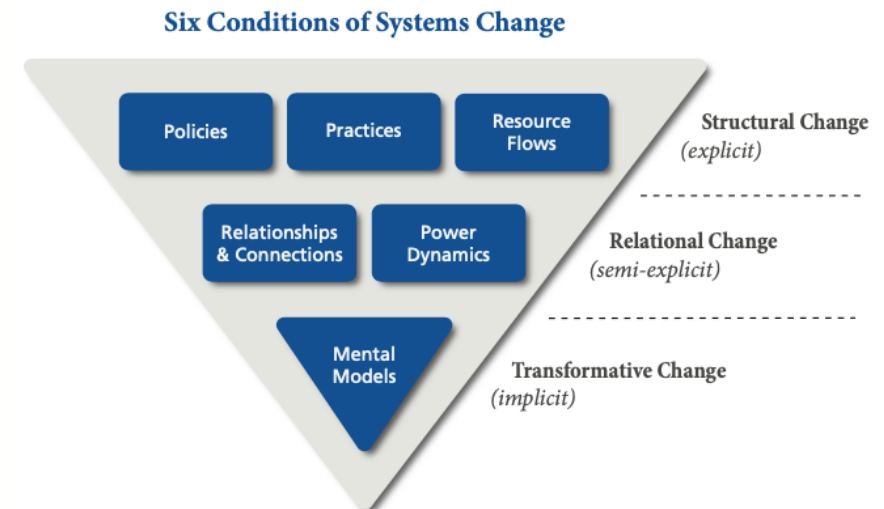 Six Conditions of Systems Change
Policies
Practices
Resource
Flows
Structural Change
(explicit)
Relationships
& Connections
Power
Dynamics
Relational Change
(semi-explicit)
Mental
Models
Transformative Change
(implicit)